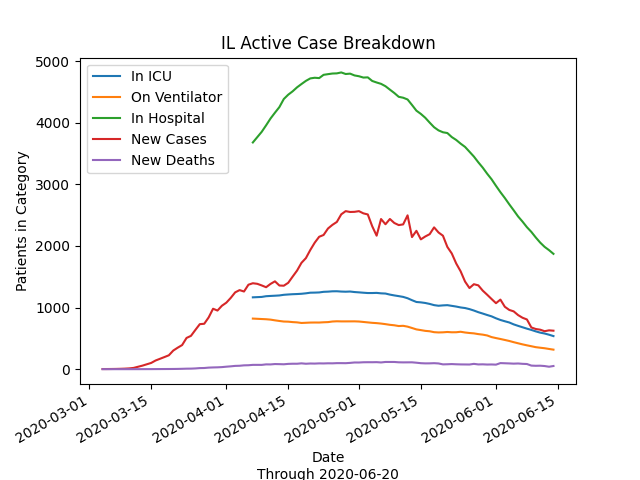 IL Active Case Breakdown
5000
4000
3000
2000
1000
0
Patients in Category
In ICU
On Ventilator
In Hospital
New Cases
New Deaths
2020-03-01
2020-03-15
2020-04-01
2020-04-15
2020-05-01
2020-05-15
2020-06-01
2020-06-15
Date
Through 2020-06-20